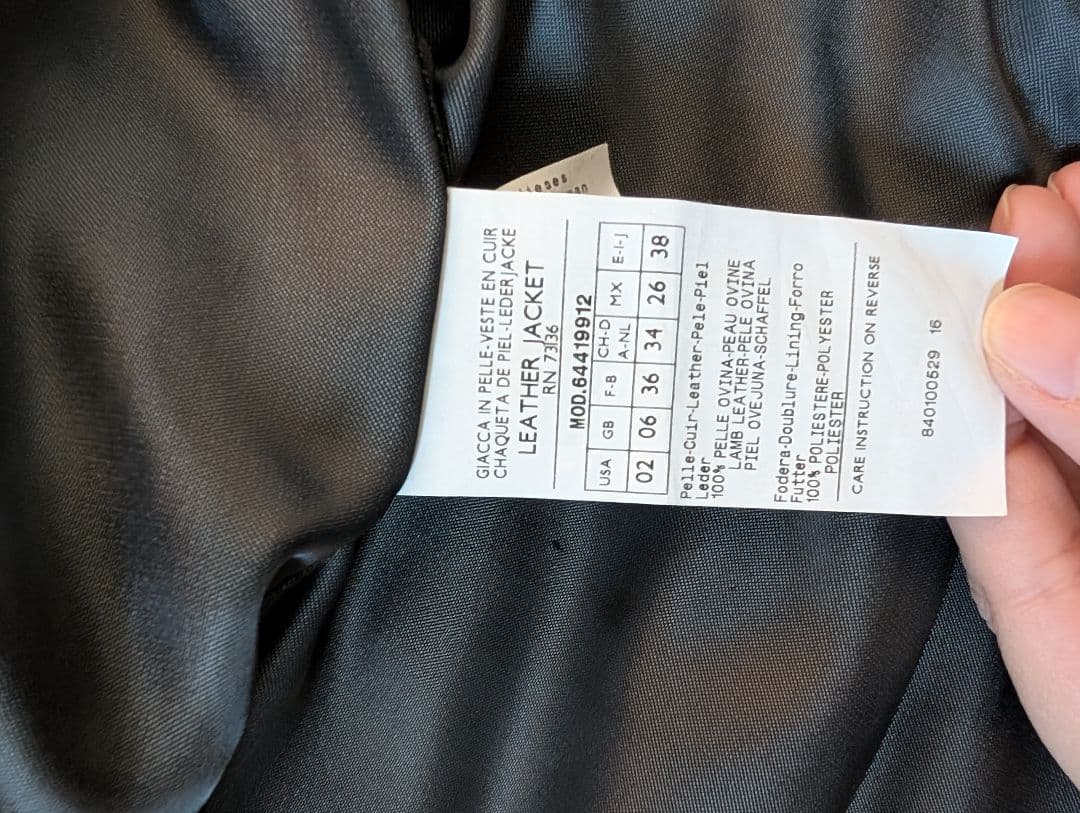 GIACCA IN PELLE-VESTE EN CUIR
CHAQUETA DE PIEL-LEDERJACKE
LEATHER JACKET
RN 73136
MOD.64419912
USA GB F-B CH-D A-NL MX E-I-J
02 06 36 34 26 38
Pelle-Cuir-Leather-Pele-Piel
Leder
100% PELLE OVINA-PEAU OVINE
LAMB LEATHER-PELE OVINA
PIEL OVEJUNA-SCHAFFEL
Fodera-Doublure-Lining-Forro
Futter
100% POLIESTERE-POLYESTER
POLIESTER
CARE INSTRUCTION ON REVERSE
840100529 16